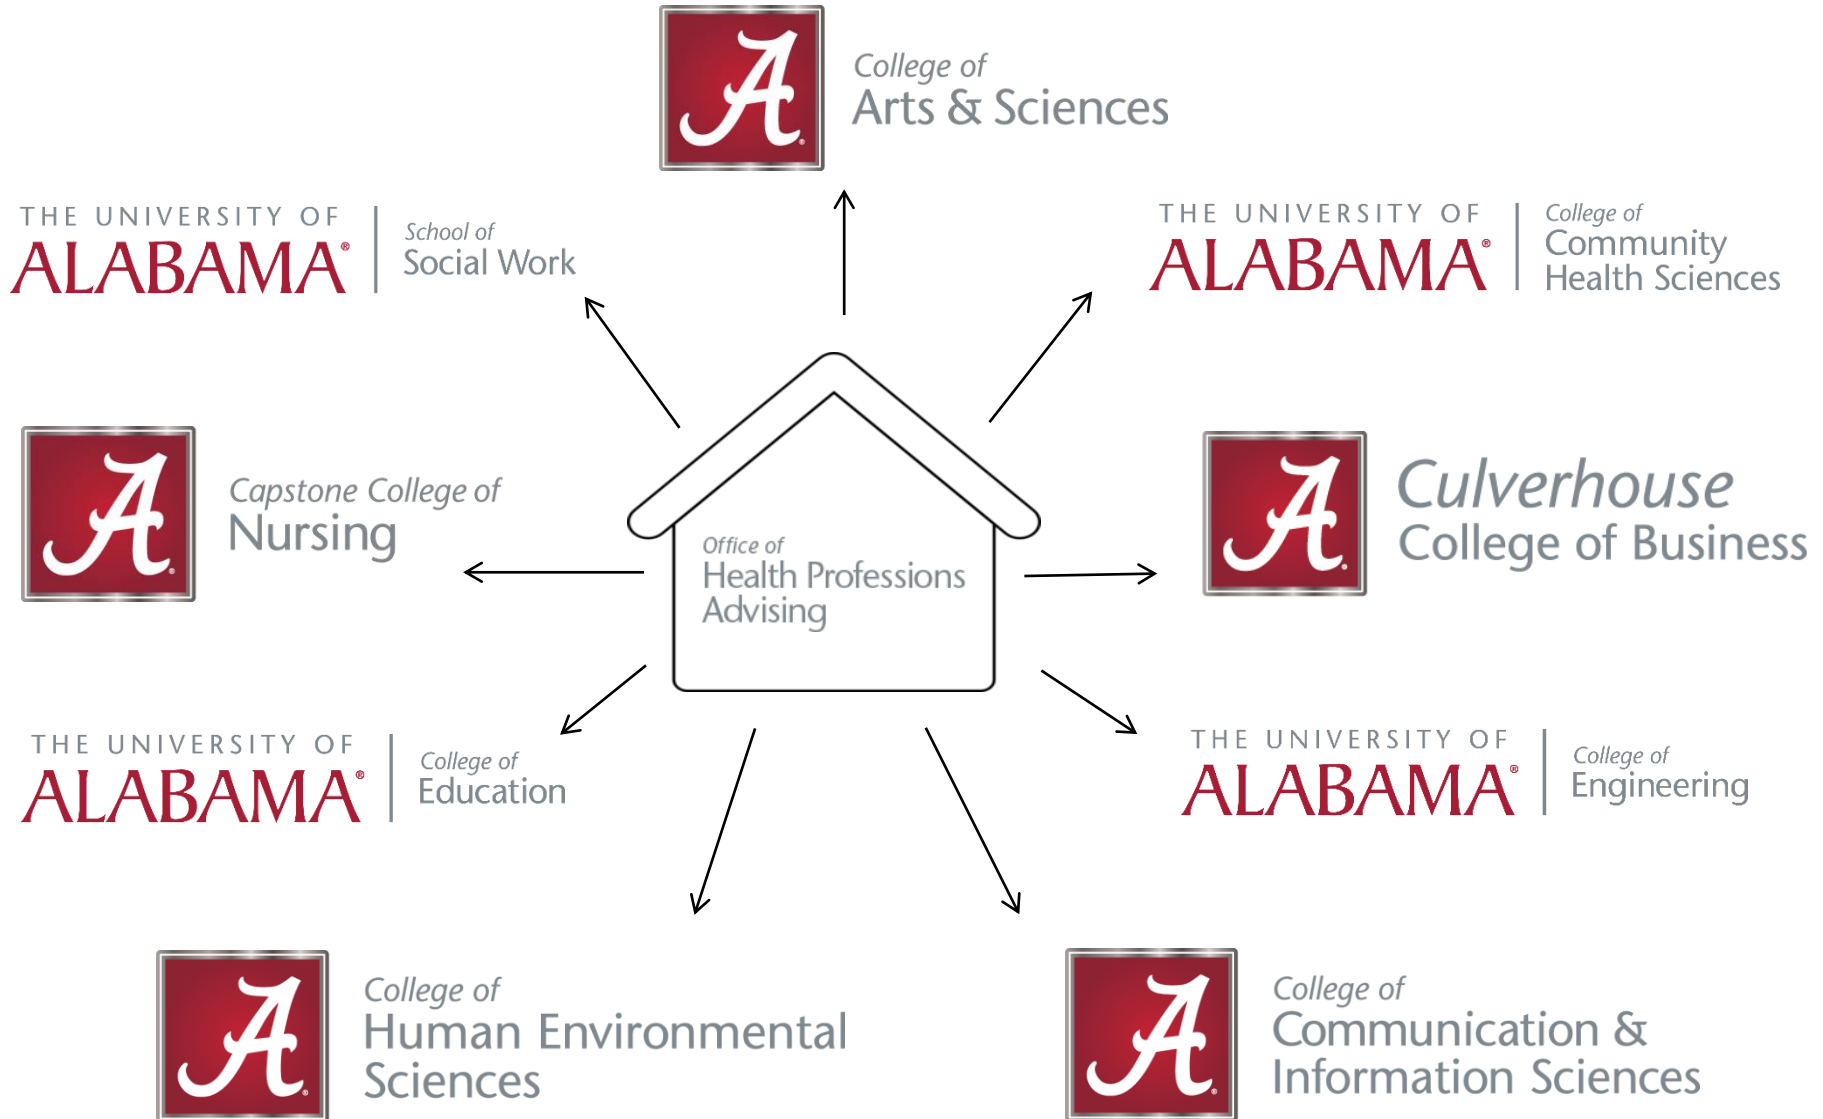 A
College of
Arts & Sciences
THE UNIVERSITY OF
ALABAMA®
School of
Social Work
THE UNIVERSITY OF
ALABAMA®
College of
Community
Health Sciences
A
Capstone College of
Nursing
Office of
Health Professions
Advising
A
Culverhouse
College of Business
THE UNIVERSITY OF
ALABAMA®
College of
Education
THE UNIVERSITY OF
ALABAMA®
College of
Engineering
A
College of
Human Environmental
Sciences
A
College of
Communication &
Information Sciences